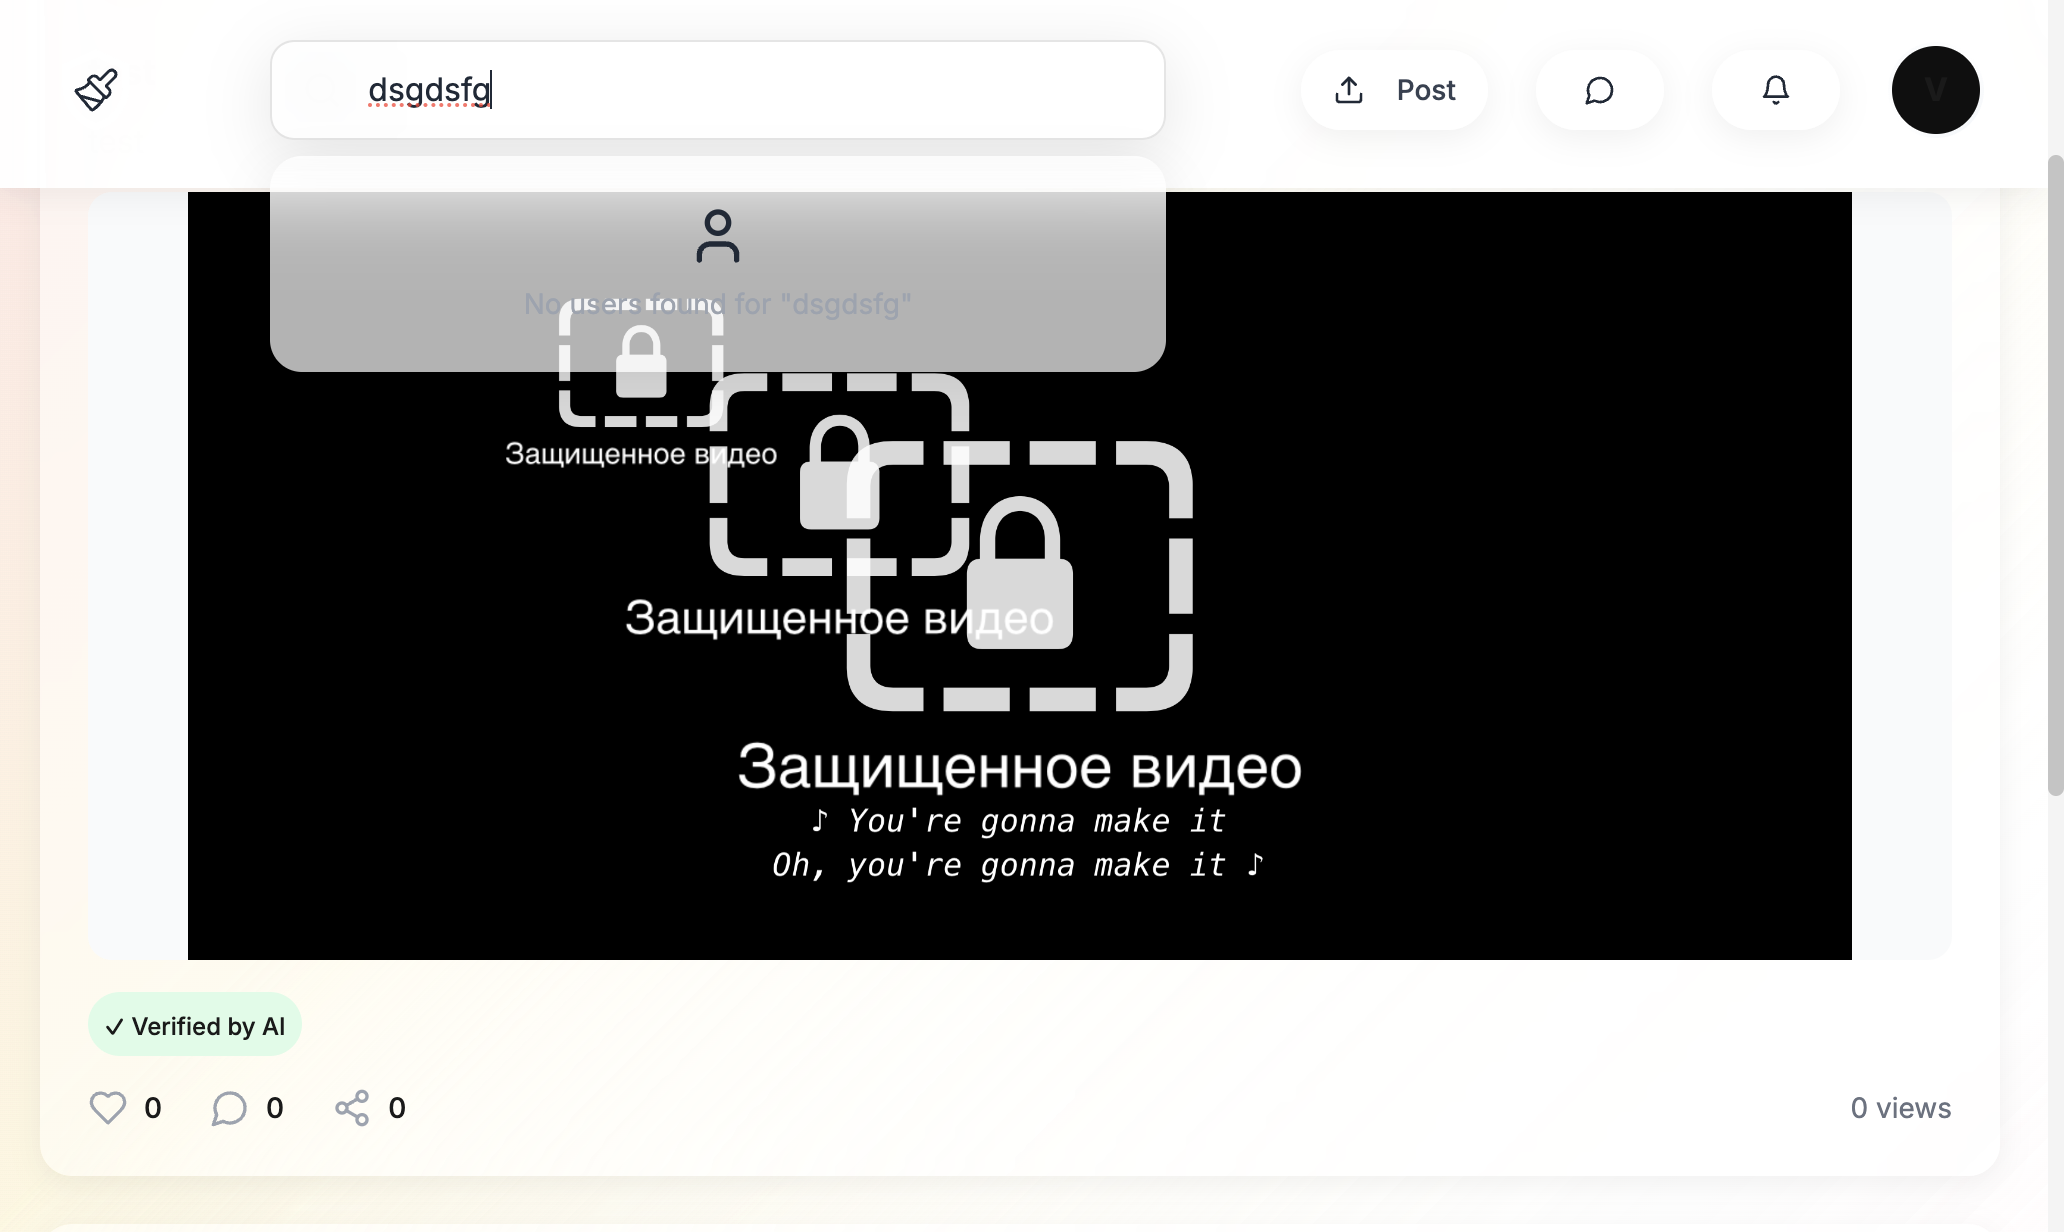 dsgdsfg
Post
V
No users found for "dsgdsfg"
Защищенное видео
Защищенное видео
Защищенное видео
♪ You're gonna make it
Oh, you're gonna make it ♪
✓ Verified by AI
0
0
0
0 views